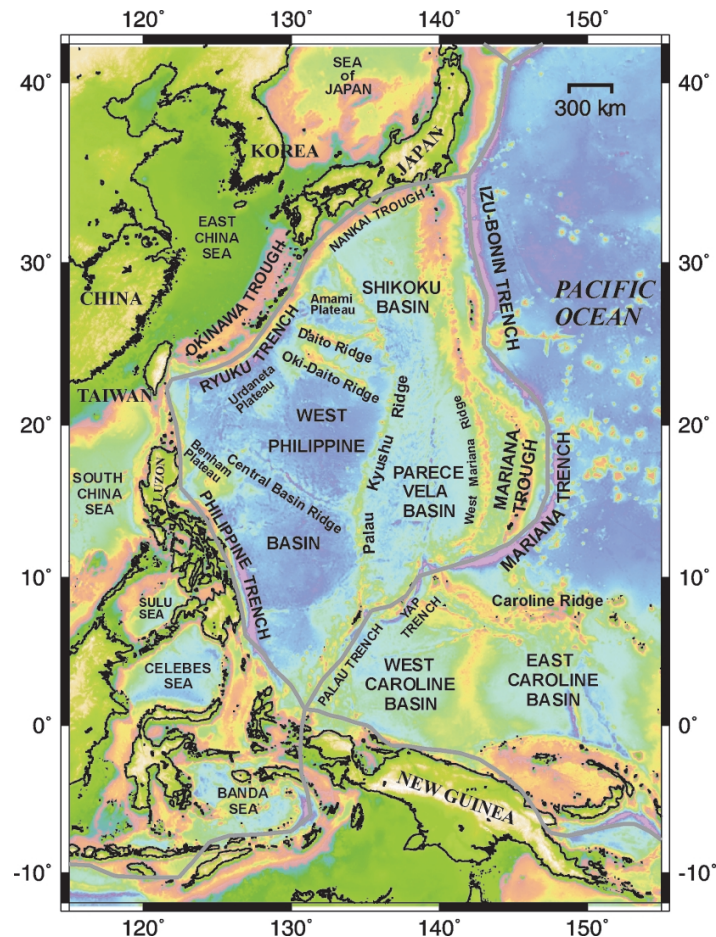 120° 130° 140° 150°
40°
30°
20°
10°
0°
-10°
40°
30°
20°
10°
0°
-10°
SEA
of
JAPAN
300 km
KOREA
JAPAN
NANKAI TROUGH
IZU-BONIN TRENCH
EAST
CHINA
SEA
OKINAWA TROUGH
SHIKOKU
BASIN
PACIFIC
OCEAN
CHINA
Amami
Plateau
RYUKU TRENCH
Daito Ridge
Oki-Daito Ridge
Urdaneta
Plateau
TAIWAN
WEST
PHILIPPINE
BASIN
Palau Kyushu Ridge
West Mariana Ridge
MARIANA
TROUGH
MARIANA TRENCH
PARECE
VELA
BASIN
Benham
Plateau
Central Basin Ridge
LUZON
SOUTH
CHINA
SEA
PHILIPPINE TRENCH
SULU
SEA
Caroline Ridge
YAP
TRENCH
PALAU TRENCH
CELEBES
SEA
WEST
CAROLINE
BASIN
EAST
CAROLINE
BASIN
BANDA
SEA
NEW GUINEA
120° 130° 140° 150°